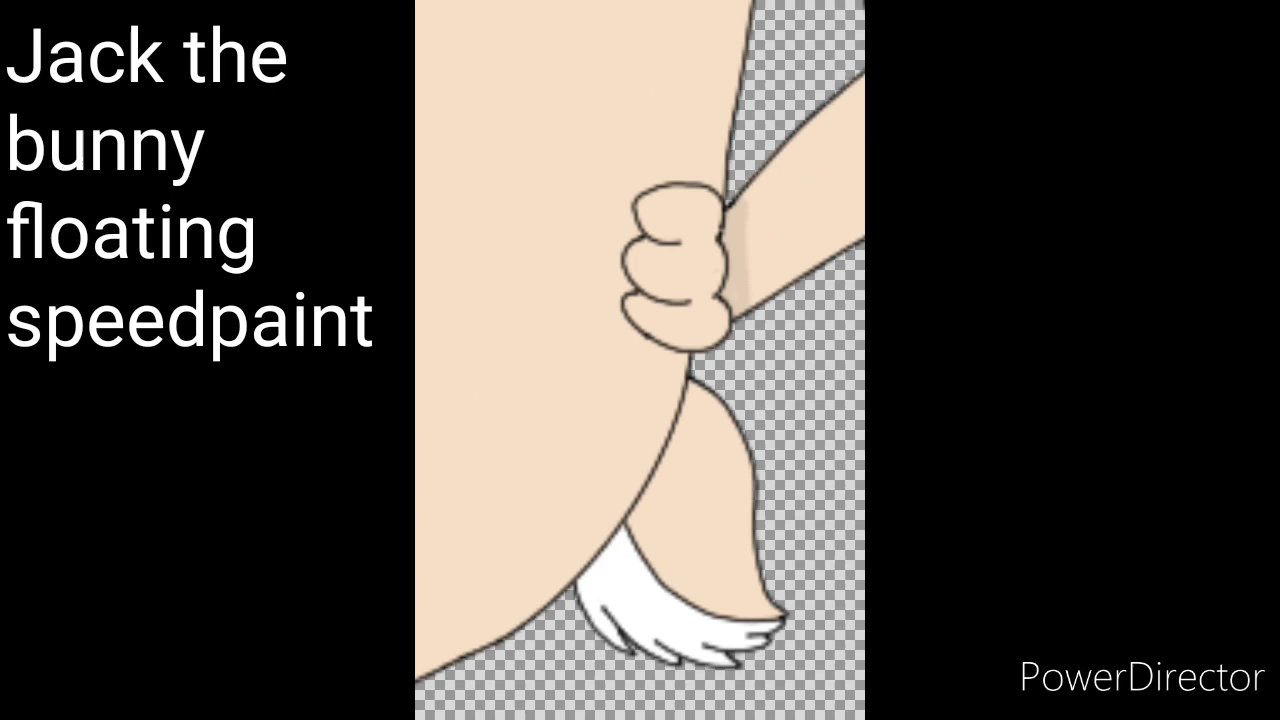 Jack the
bunny
floating
speedpaint
PowerDirector